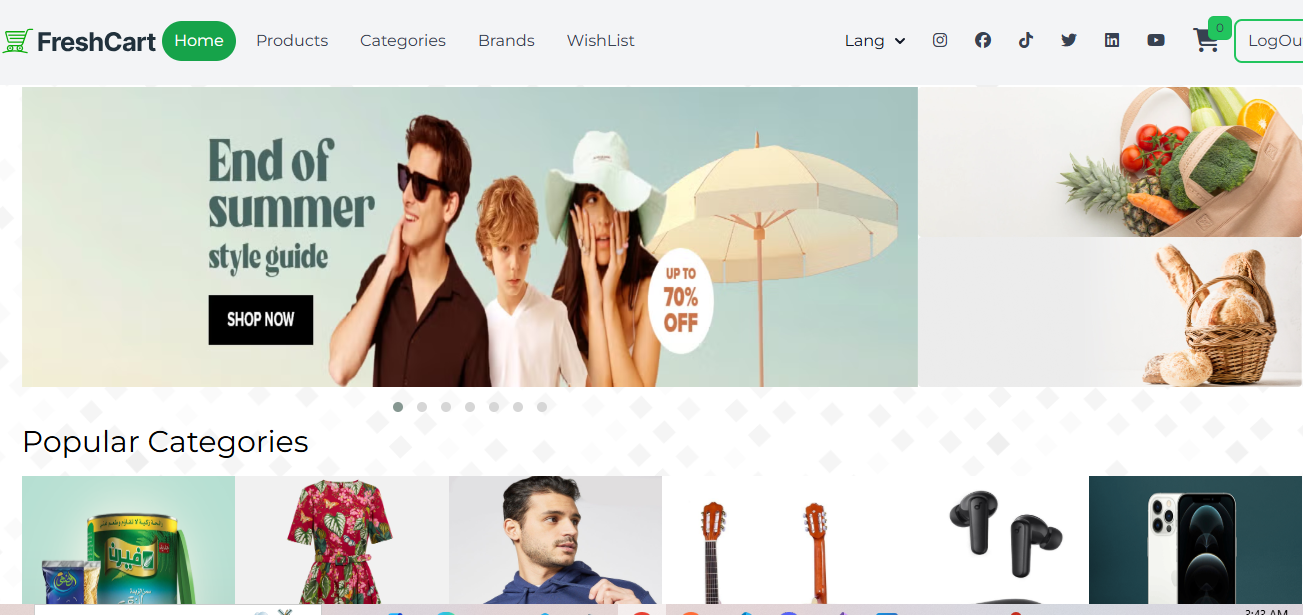 FreshCart
Home
Products
Categories
Brands
WishList
Lang
0
LogOu
End of
summer
style guide
SHOP NOW
UP TO
70%
OFF
Popular Categories
ڤيرن